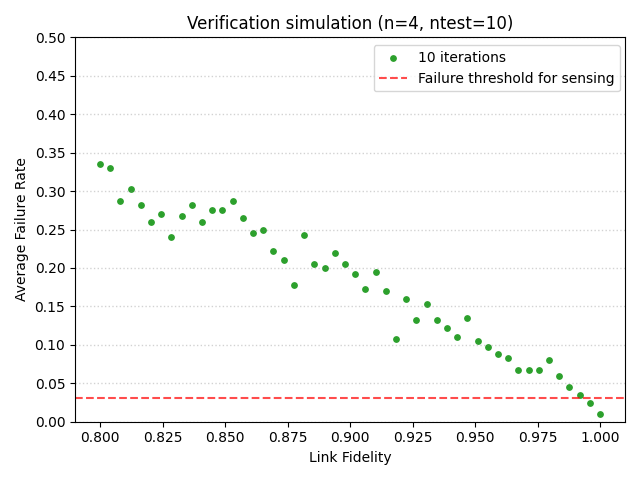 Verification simulation (n=4, ntest=10)
10 iterations
Failure threshold for sensing
Average Failure Rate
0.50
0.45
0.40
0.35
0.30
0.25
0.20
0.15
0.10
0.05
0.00
0.800 0.825 0.850 0.875 0.900 0.925 0.950 0.975 1.000
Link Fidelity